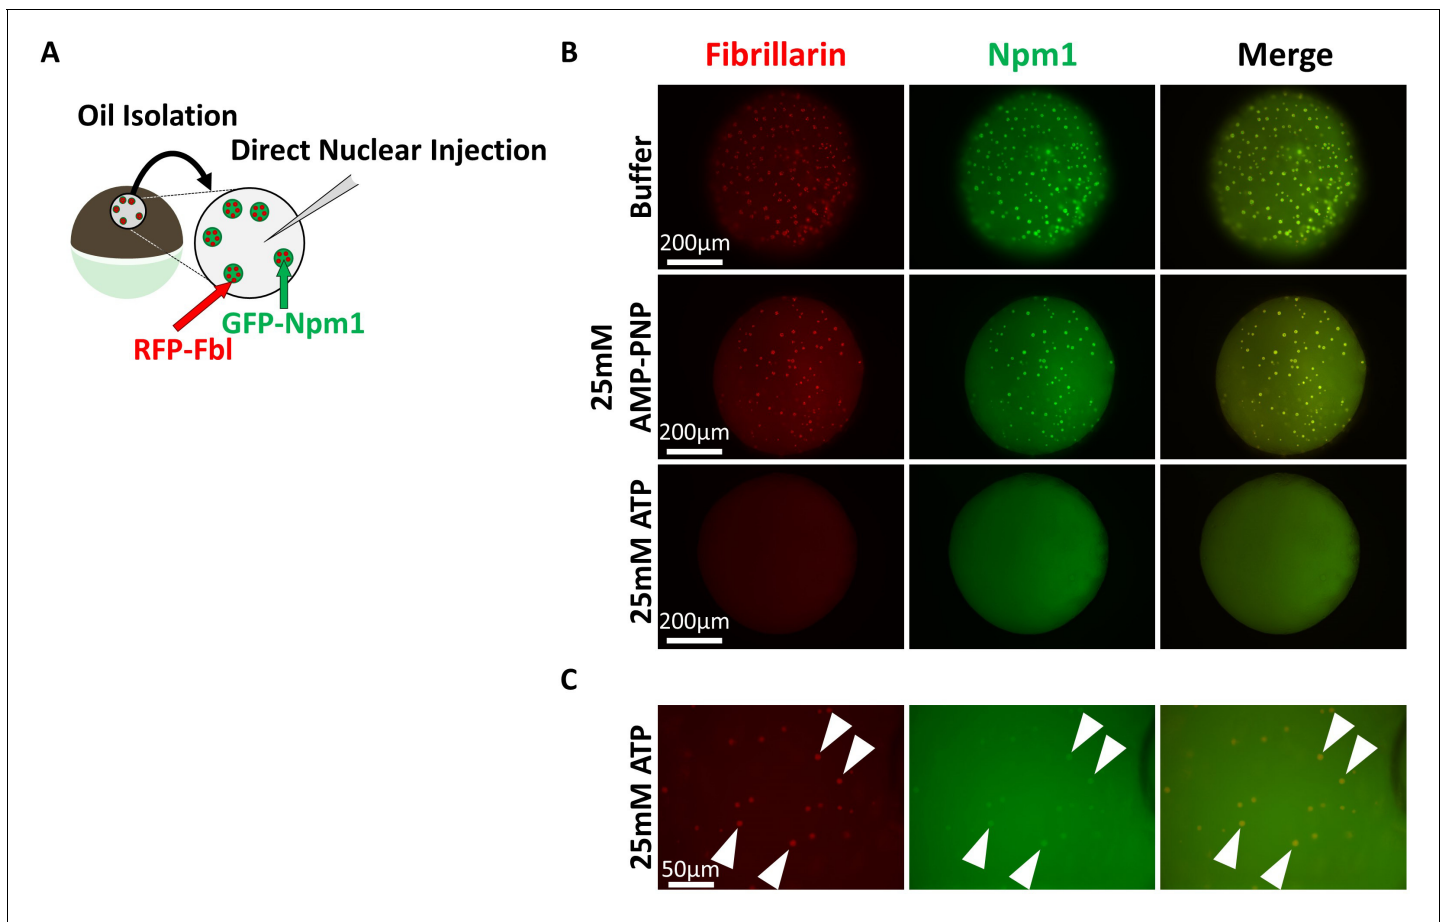 A
Oil Isolation
Direct Nuclear Injection
GFP-Npm1
RFP-Fbl
B
Fibrillarin
Npm1
Merge
Buffer
200µm
25mM
AMP-PNP
200µm
25mM ATP
200µm
C
25mM ATP
50µm